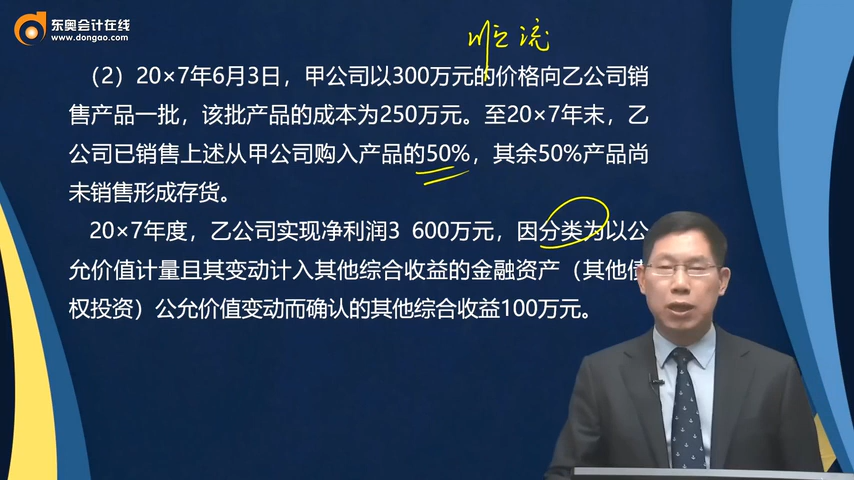 东奥会计在线
www.dongao.com
顺流
（2）20×7年6月3日，甲公司以300万元的价格向乙公司销
售产品一批，该批产品的成本为250万元。至20×7年末，乙
公司已销售上述从甲公司购入产品的50%，其余50%产品尚
未销售形成存货。
20×7年度，乙公司实现净利润3 600万元，因分类为以公
允价值计量且其变动计入其他综合收益的金融资产（其他债
权投资）公允价值变动而确认的其他综合收益100万元。